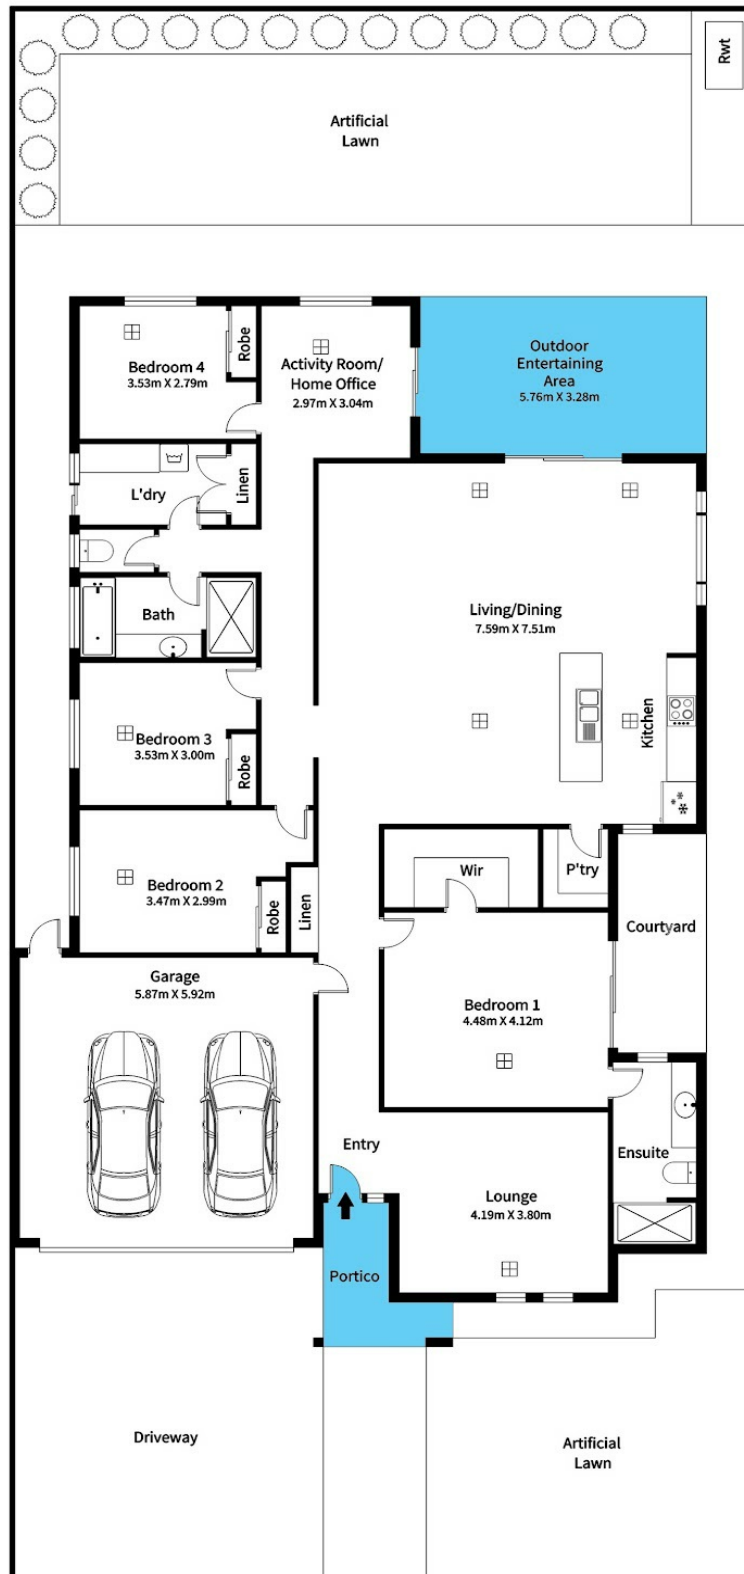 Rwt
Artificial
Lawn
Bedroom 4
3.53m X 2.79m
Robe
Activity Room/
Home Office
2.97m X 3.04m
Outdoor
Entertaining
Area
5.76m X 3.28m
L'dry
Linen
Bath
Living/Dining
7.59m X 7.51m
Kitchen
Bedroom 3
3.53m X 3.00m
Robe
Bedroom 2
3.47m X 2.99m
Robe
Linen
Wir
P'try
Courtyard
Garage
5.87m X 5.92m
Bedroom 1
4.48m X 4.12m
Entry
Ensuite
Lounge
4.19m X 3.80m
Portico
Driveway
Artificial
Lawn